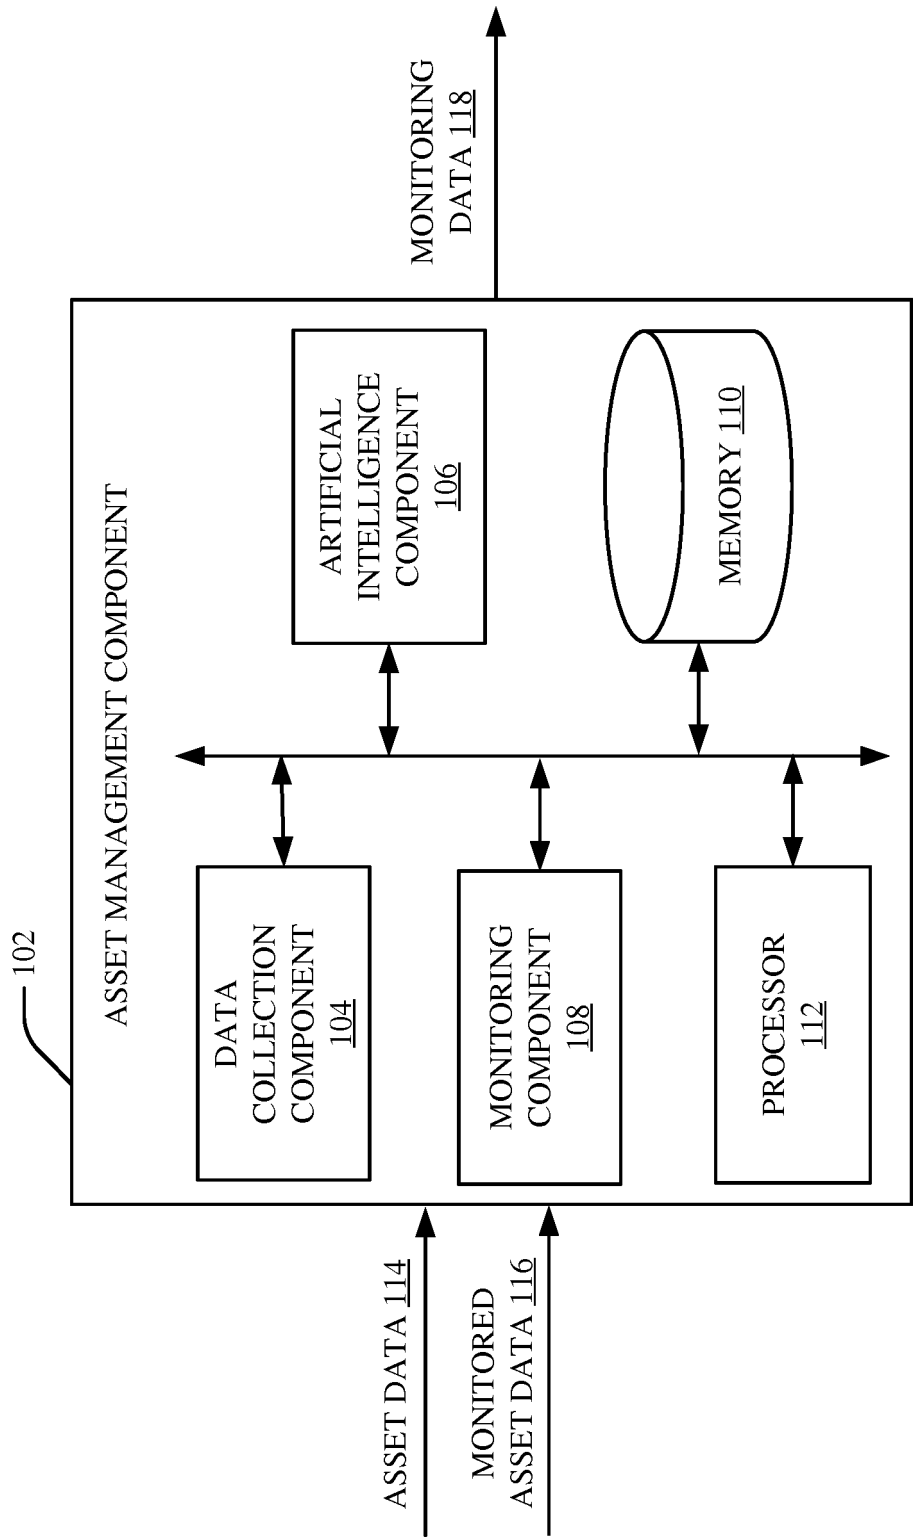 102
ASSET MANAGEMENT COMPONENT
DATA
COLLECTION
COMPONENT
104
ARTIFICIAL
INTELLIGENCE
COMPONENT
106
ASSET DATA 114
MONITORED
ASSET DATA 116
MONITORING
COMPONENT
108
MONITORING
DATA 118
PROCESSOR
112
MEMORY 110